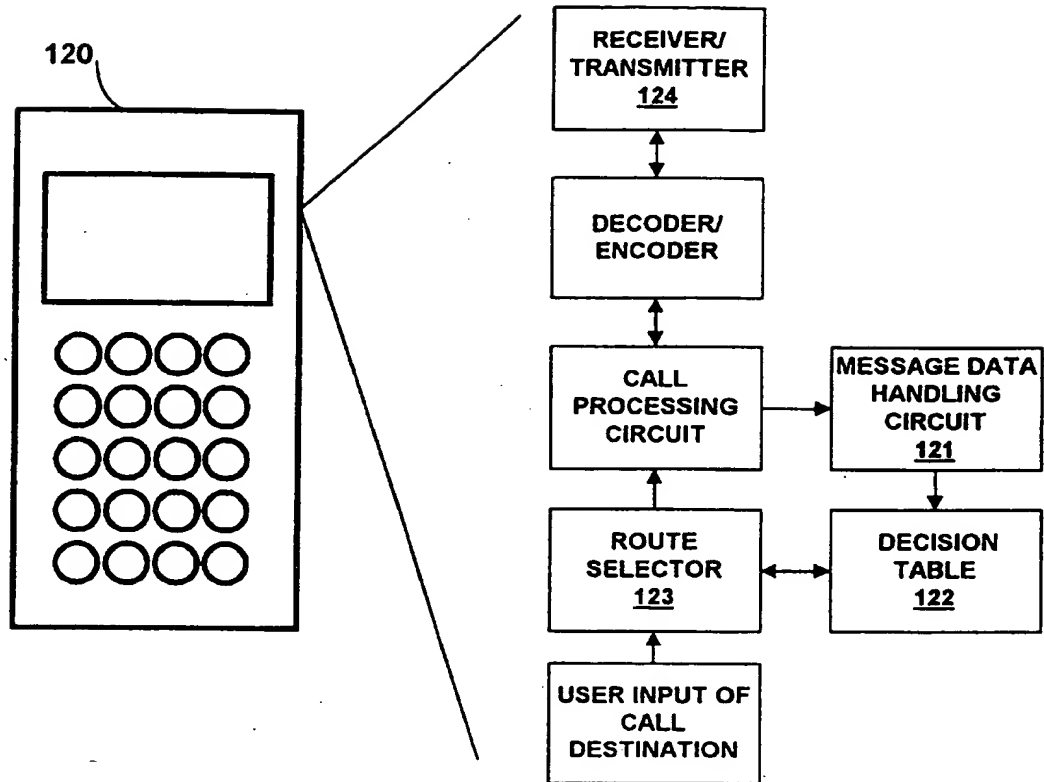 120
RECEIVER/
TRANSMITTER
124
DECODER/
ENCODER
CALL
PROCESSING
CIRCUIT
MESSAGE DATA
HANDLING
CIRCUIT
121
ROUTE
SELECTOR
123
DECISION
TABLE
122
USER INPUT OF
CALL
DESTINATION